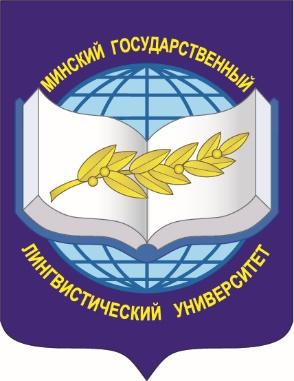 МИНСКИЙ ГОСУДАРСТВЕННЫЙ
ЛИНГВИСТИЧЕСКИЙ УНИВЕРСИТЕТ